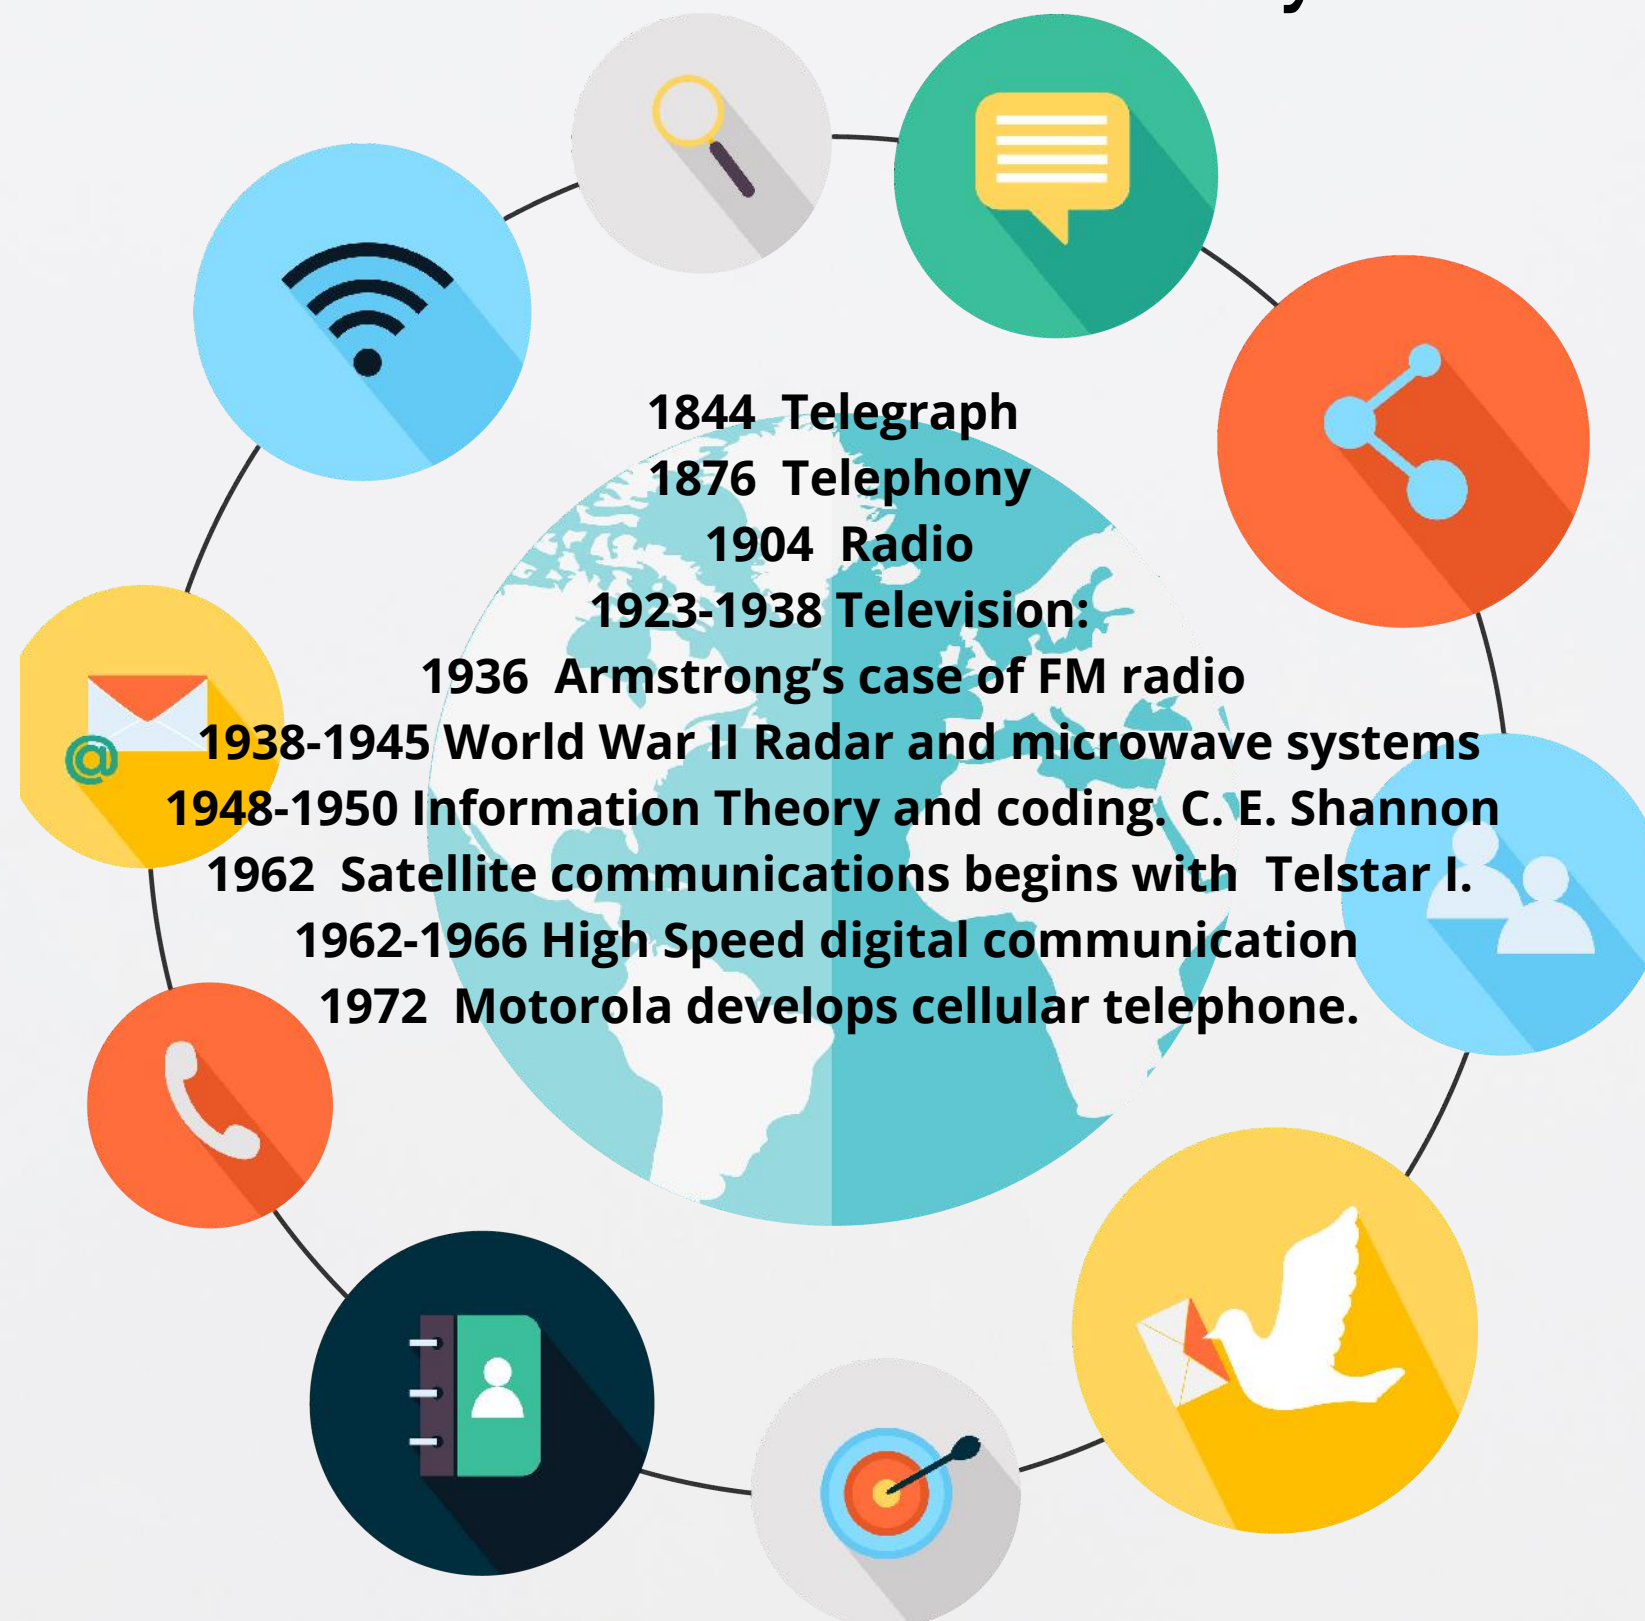 1844 Telegraph
1876 Telephony
1904 Radio
1923-1938 Television:
1936 Armstrong’s case of FM radio
1938-1945 World War II Radar and microwave systems
1948-1950 Information Theory and coding. C. E. Shannon
1962 Satellite communications begins with Telstar I.
1962-1966 High Speed digital communication
1972 Motorola develops cellular telephone.
@